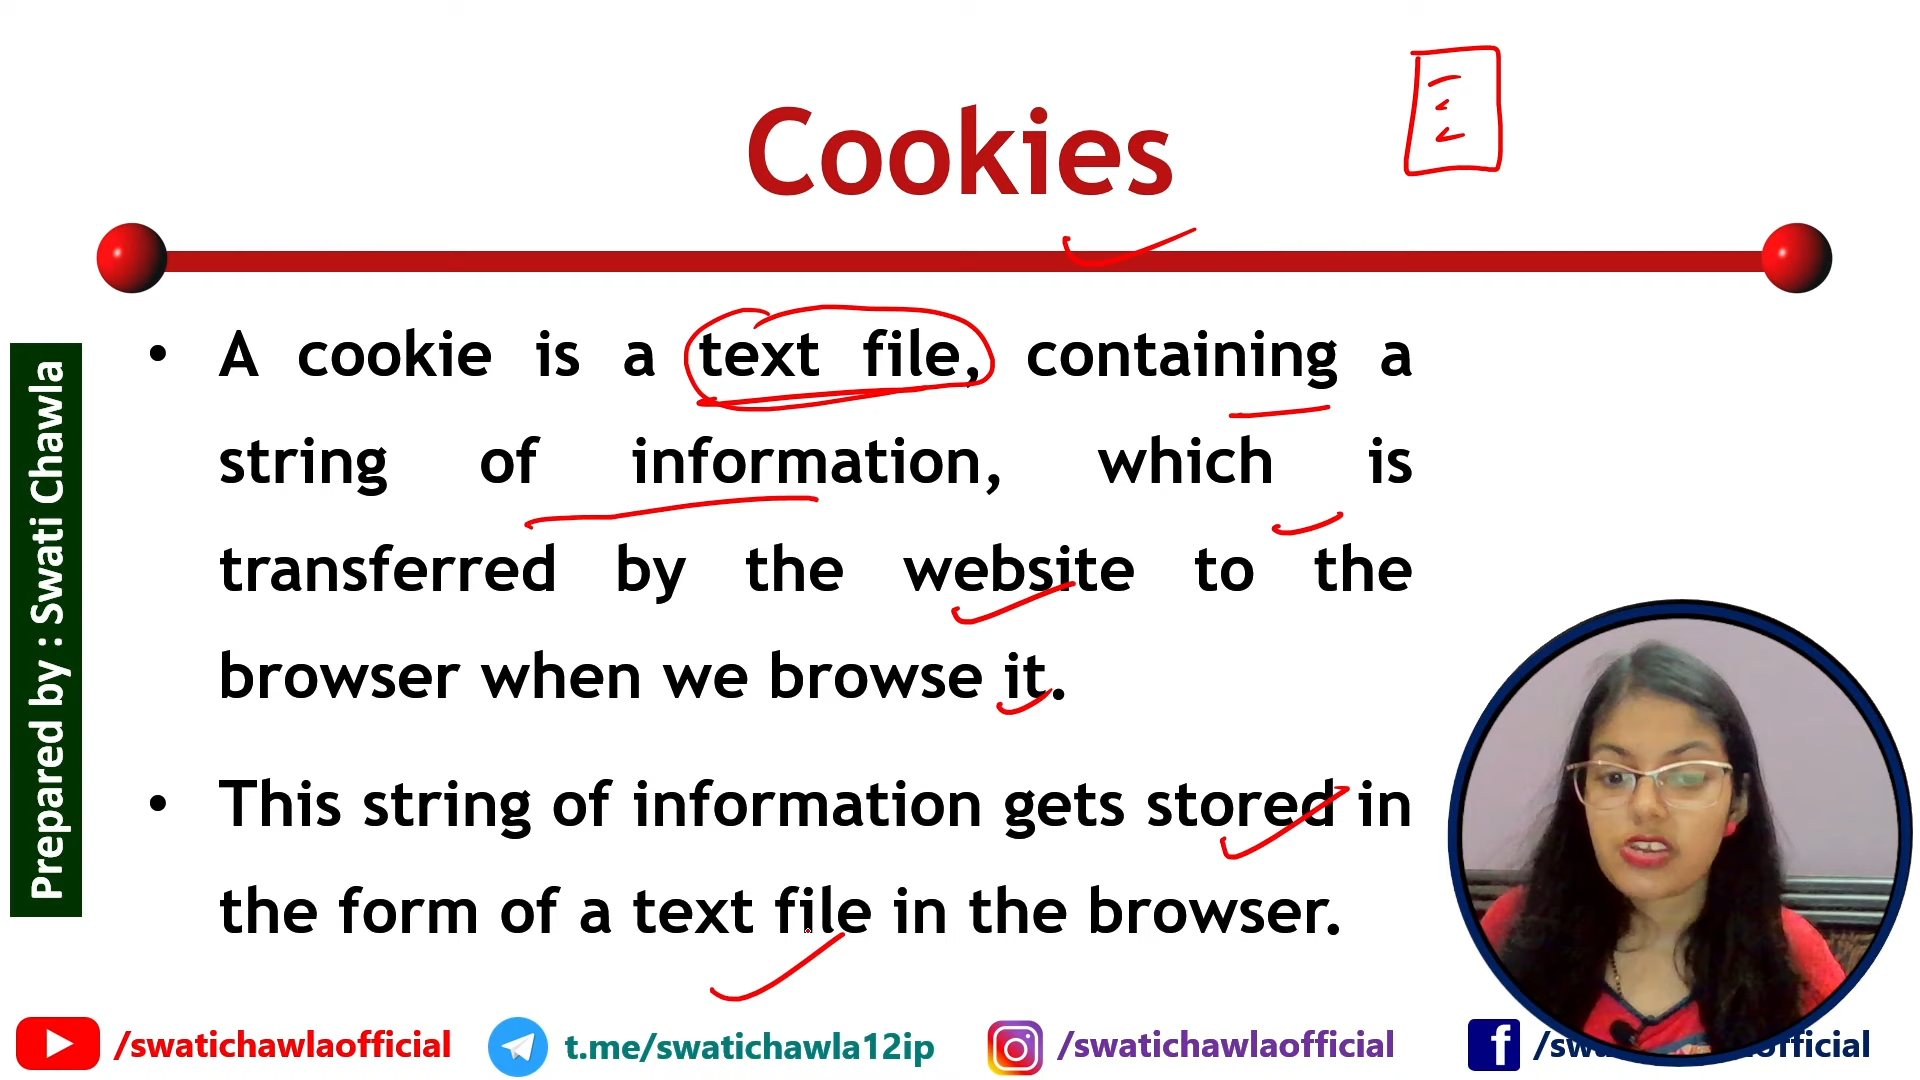 Cookies
• A cookie is a text file, containing a
string of information, which is
transferred by the website to the
browser when we browse it.
• This string of information gets stored in
the form of a text file in the browser.
Prepared by : Swati Chawla
/swatichawlaofficial
t.me/swatichawla12ip
/swatichawlaofficial